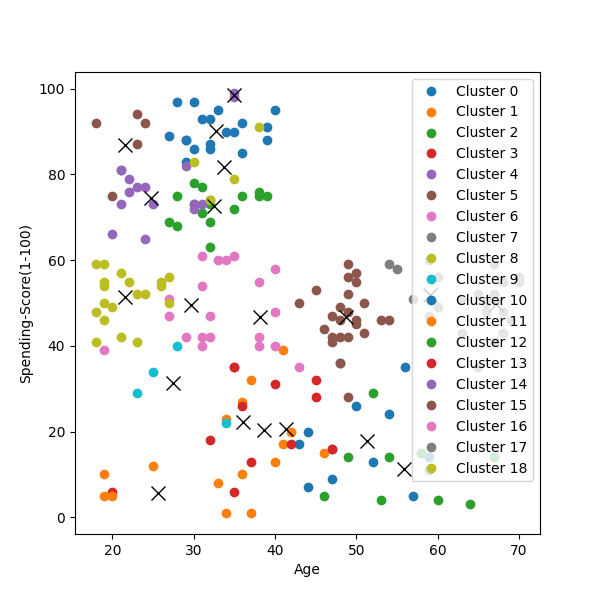 100
80
60
40
20
0
Spending-Score(1-100)
20
30
40
50
60
70
Age
Cluster 0
Cluster 1
Cluster 2
Cluster 3
Cluster 4
Cluster 5
Cluster 6
Cluster 7
Cluster 8
Cluster 9
Cluster 10
Cluster 11
Cluster 12
Cluster 13
Cluster 14
Cluster 15
Cluster 16
Cluster 17
Cluster 18